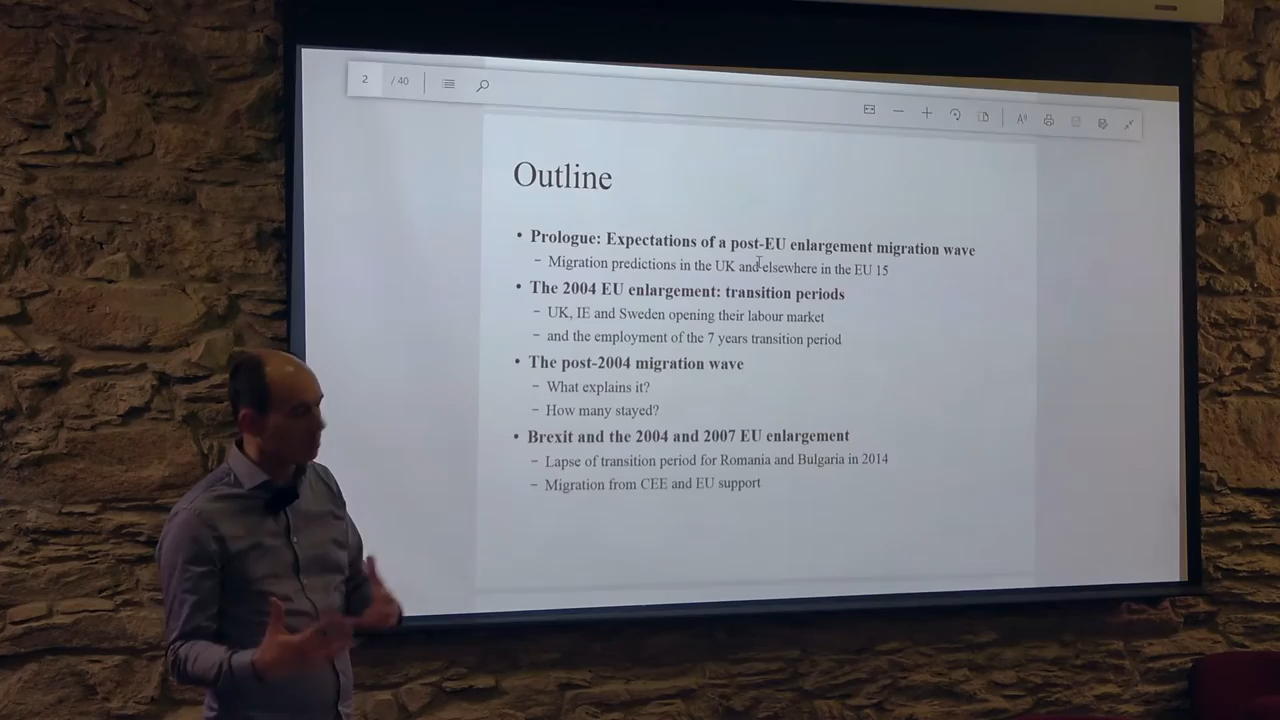 2 / 40
Outline
• Prologue: Expectations of a post-EU enlargement migration wave
– Migration predictions in the UK and elsewhere in the EU 15
• The 2004 EU enlargement: transition periods
– UK, IE and Sweden opening their labour market
– and the employment of the 7 years transition period
• The post-2004 migration wave
– What explains it?
– How many stayed?
• Brexit and the 2004 and 2007 EU enlargement
– Lapse of transition period for Romania and Bulgaria in 2014
– Migration from CEE and EU support